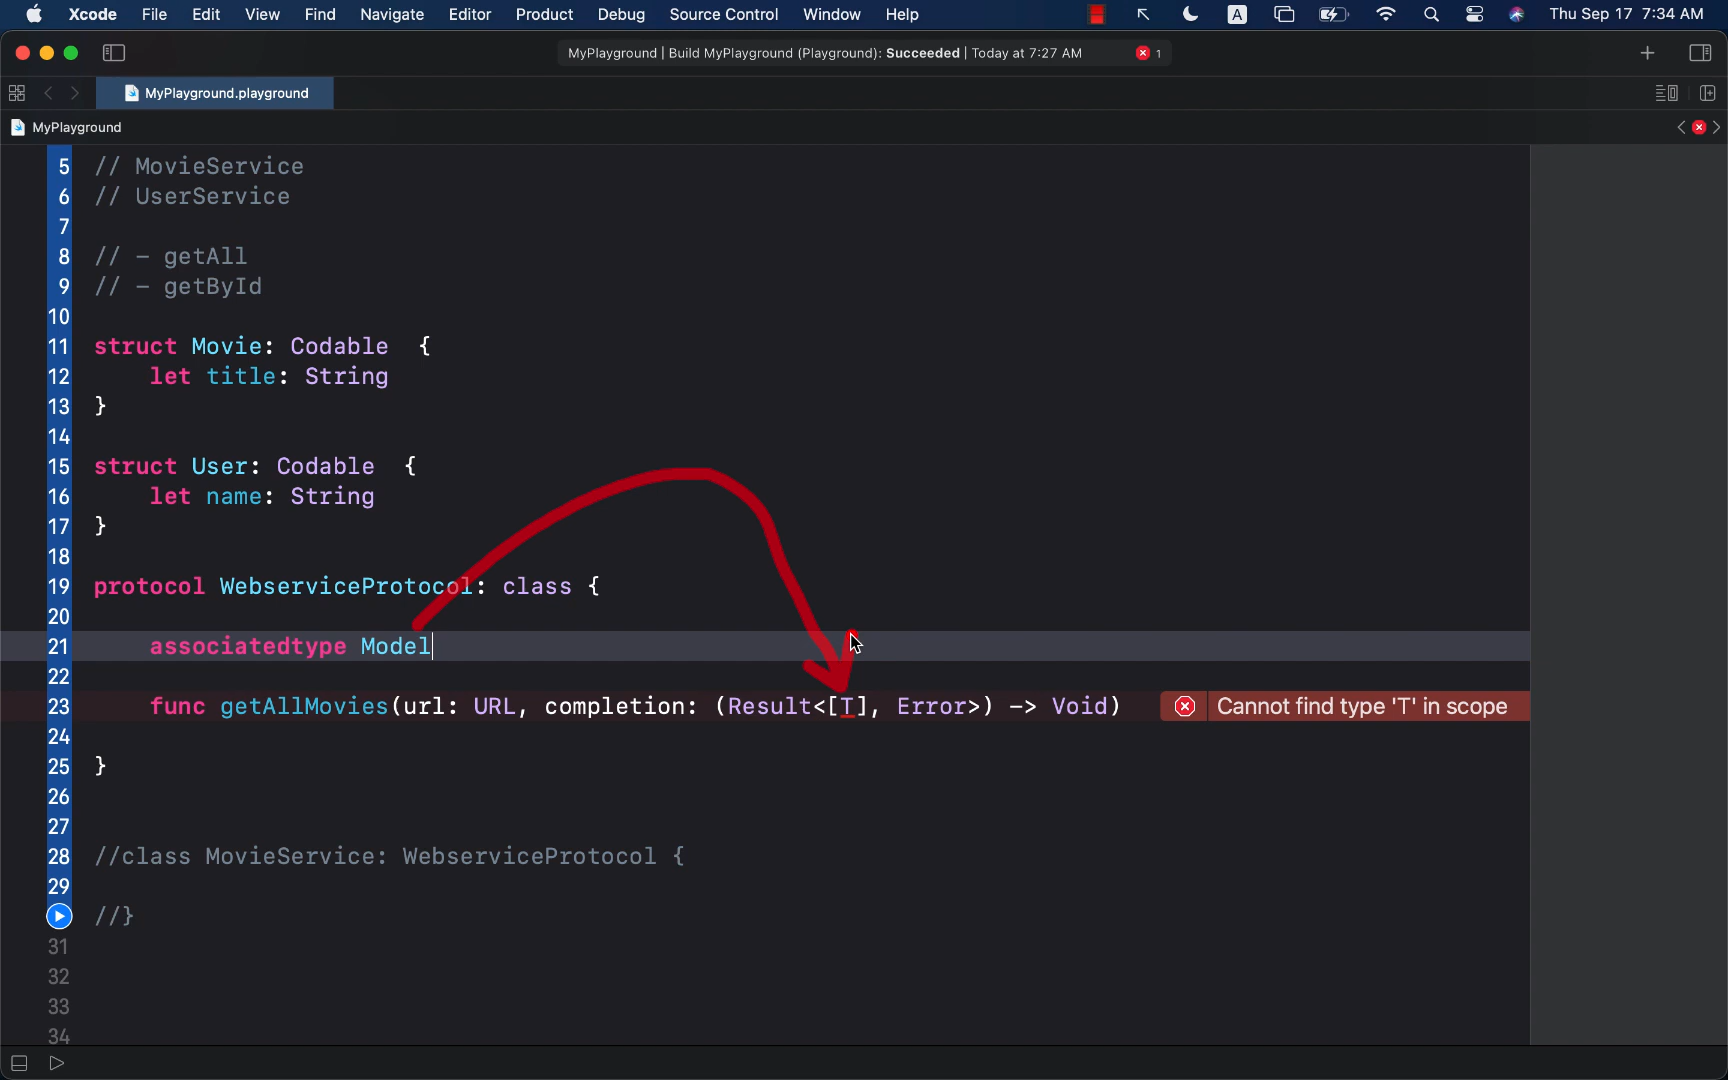 Xcode File Edit View Find Navigate Editor Product Debug Source Control Window Help A Thu Sep 17 7:34 AM
MyPlayground | Build MyPlayground (Playground): Succeeded | Today at 7:27 AM 1
MyPlayground.playground
MyPlayground
5 // MovieService
6 // UserService
7
8 // - getAll
9 // - getById
10
11 struct Movie: Codable {
12 let title: String
13 }
14
15 struct User: Codable {
16 let name: String
17 }
18
19 protocol WebserviceProtocol: class {
20
21 associatedtype Model
22
23 func getAllMovies(url: URL, completion: (Result<[T], Error>) -> Void) Cannot find type 'T' in scope
24
25 }
26
27
28 //class MovieService: WebserviceProtocol {
29
//}
31
32
33
34